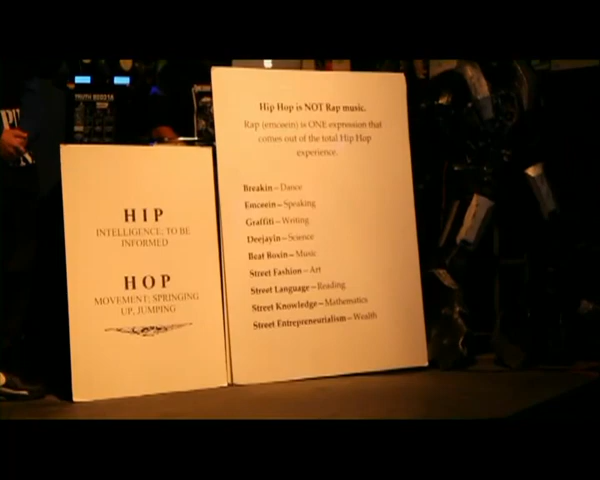 HIP
INTELLIGENCE; TO BE
INFORMED
HOP
MOVEMENT; SPRINGING
UP, JUMPING
Hip Hop is NOT Rap music.
Rap (emceein) is ONE expression that
comes out of the total Hip Hop
experience.
Breakin – Dance
Emceein – Speaking
Graffiti – Writing
Deejayin – Science
Beat Boxin – Music
Street Fashion – Art
Street Language – Reading
Street Knowledge – Mathematics
Street Entrepreneurialism – Wealth